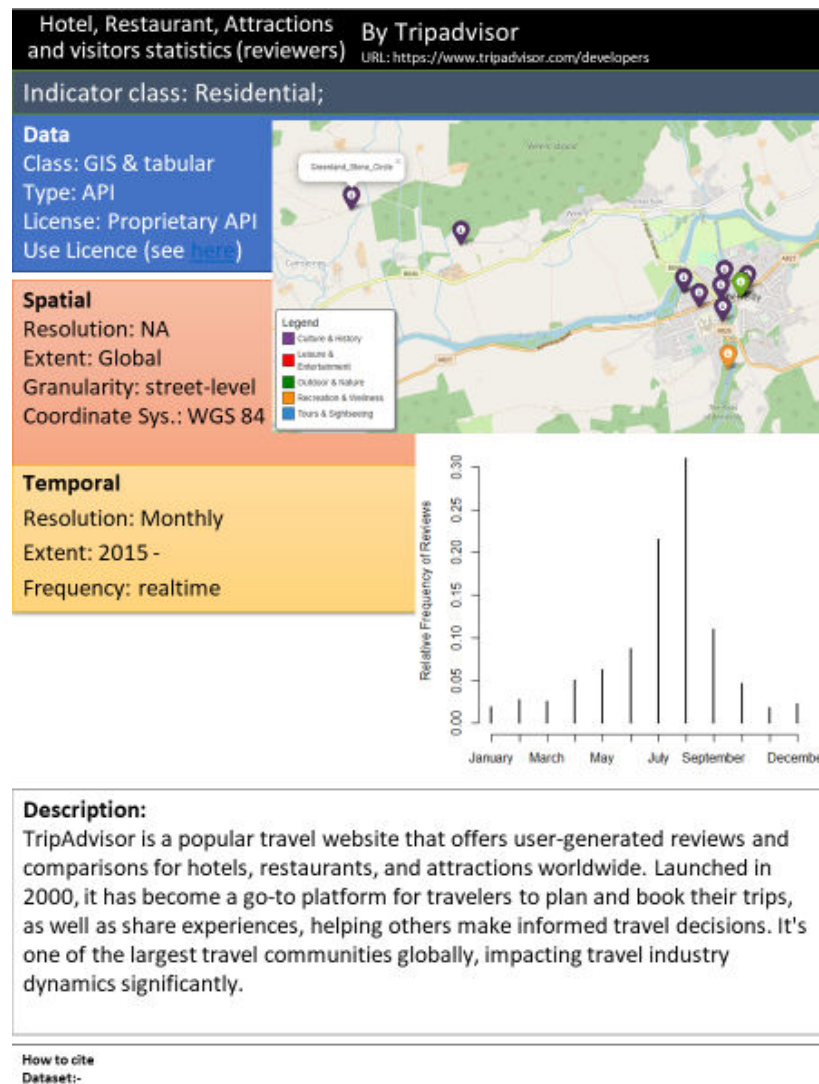 Hotel, Restaurant, Attractions
and visitors statistics (reviewers)
By Tripadvisor
URL: https://www.tripadvisor.com/developers
Indicator class: Residential;
Data
Class: GIS & tabular
Type: API
License: Proprietary API
Use Licence (see here)
Greenland_Stone_Circle
Legend
Culture & History
Leisure &
Entertainment
Outdoor & Nature
Recreation & Wellness
Tours & Sightseeing
Spatial
Resolution: NA
Extent: Global
Granularity: street-level
Coordinate Sys.: WGS 84
Temporal
Resolution: Monthly
Extent: 2015 -
Frequency: realtime
Relative Frequency of Reviews
0.30
0.25
0.20
0.15
0.10
0.05
0.00
January March May July September Decembe
Description:
TripAdvisor is a popular travel website that offers user-generated reviews and
comparisons for hotels, restaurants, and attractions worldwide. Launched in
2000, it has become a go-to platform for travelers to plan and book their trips,
as well as share experiences, helping others make informed travel decisions. It's
one of the largest travel communities globally, impacting travel industry
dynamics significantly.
How to cite
Dataset:-